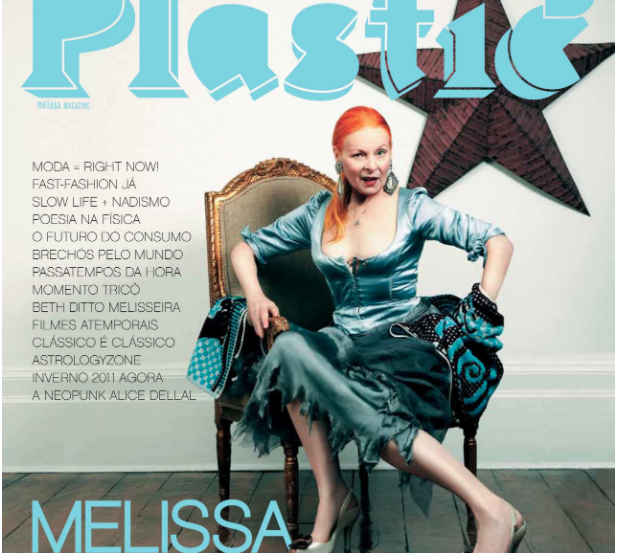 Plastic
melissa MAGAZINE
MODA = RIGHT NOW!
FAST-FASHION JÁ
SLOW LIFE + NADISMO
POESIA NA FÍSICA
O FUTURO DO CONSUMO
BRECHÓS PELO MUNDO
PASSATEMPOS DA HORA
MOMENTO TRICÔ
BETH DITTO MELISSEIRA
FILMES ATEMPORAIS
CLÁSSICO É CLÁSSICO
ASTROLOGYZONE
INVERNO 2011 AGORA
A NEOPUNK ALICE DELLAL
MELISSA